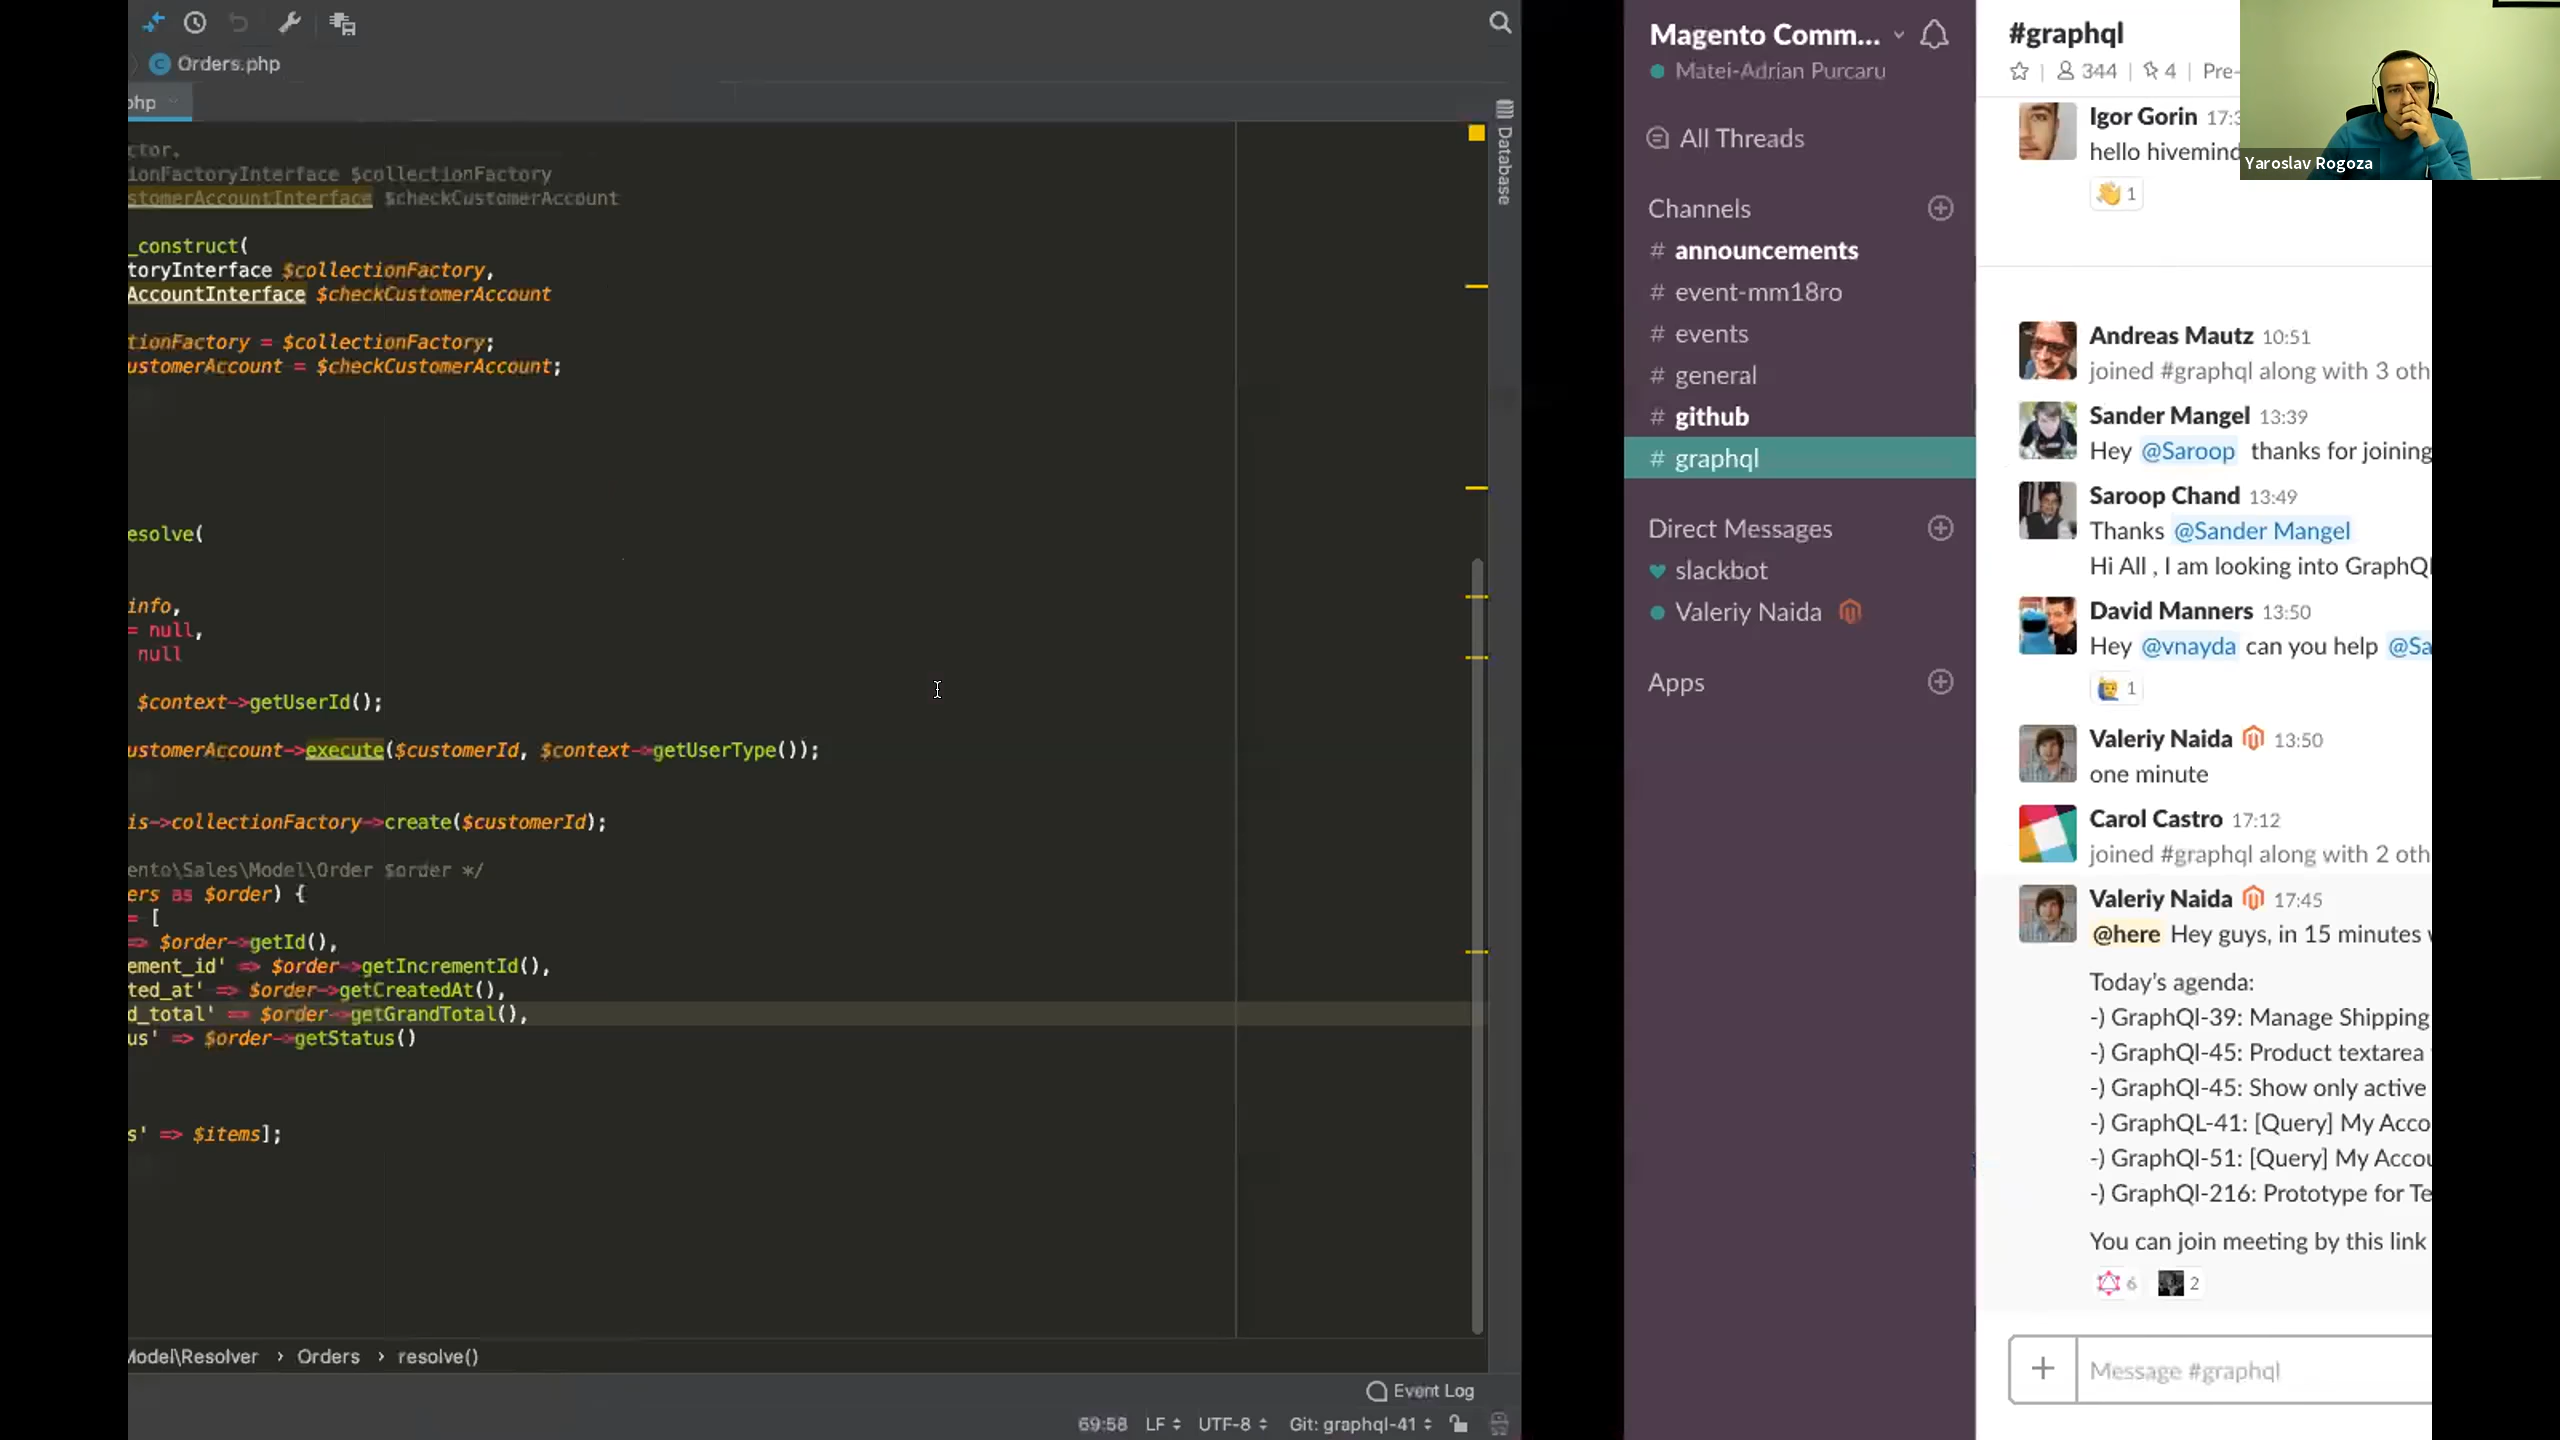 Orders.php
php
ctor.
ionFactoryInterface $collectionFactory
stomerAccountInterface $checkCustomerAccount
_construct(
toryInterface $collectionFactory,
AccountInterface $checkCustomerAccount
tionFactory = $collectionFactory;
ustomerAccount = $checkCustomerAccount;
esolve(
info,
= null,
null
$context->getUserId();
ustomerAccount->execute($customerId, $context->getUserType());
is->collectionFactory->create($customerId);
ento\Sales\Model\Order $order */
ers as $order) {
= [
=> $order->getId(),
ement_id' => $order->getIncrementId(),
ted_at' => $order->getCreatedAt(),
d_total' => $order->getGrandTotal(),
us' => $order->getStatus()
s' => $items];
Model\Resolver › Orders › resolve()
Database
Event Log
69:58 LF UTF-8 Git: graphql-41
Magento Comm...
Matei-Adrian Purcaru
All Threads
Channels
# announcements
# event-mm18ro
# events
# general
# github
# graphql
Direct Messages
slackbot
Valeriy Naida
Apps
#graphql
344 | 4 | Pre-
Igor Gorin 17:3
hello hivemind
1
Yaroslav Rogoza
Andreas Mautz 10:51
joined #graphql along with 3 oth
Sander Mangel 13:39
Hey @Saroop thanks for joining
Saroop Chand 13:49
Thanks @Sander Mangel
Hi All , I am looking into GraphQl
David Manners 13:50
Hey @vnayda can you help @Sa
1
Valeriy Naida 13:50
one minute
Carol Castro 17:12
joined #graphql along with 2 oth
Valeriy Naida 17:45
@here Hey guys, in 15 minutes w
Today's agenda:
-) GraphQl-39: Manage Shipping
-) GraphQl-45: Product textarea
-) GraphQl-45: Show only active
-) GraphQL-41: [Query] My Acco
-) GraphQl-51: [Query] My Accou
-) GraphQl-216: Prototype for Te
You can join meeting by this link
6 2
Message #graphql